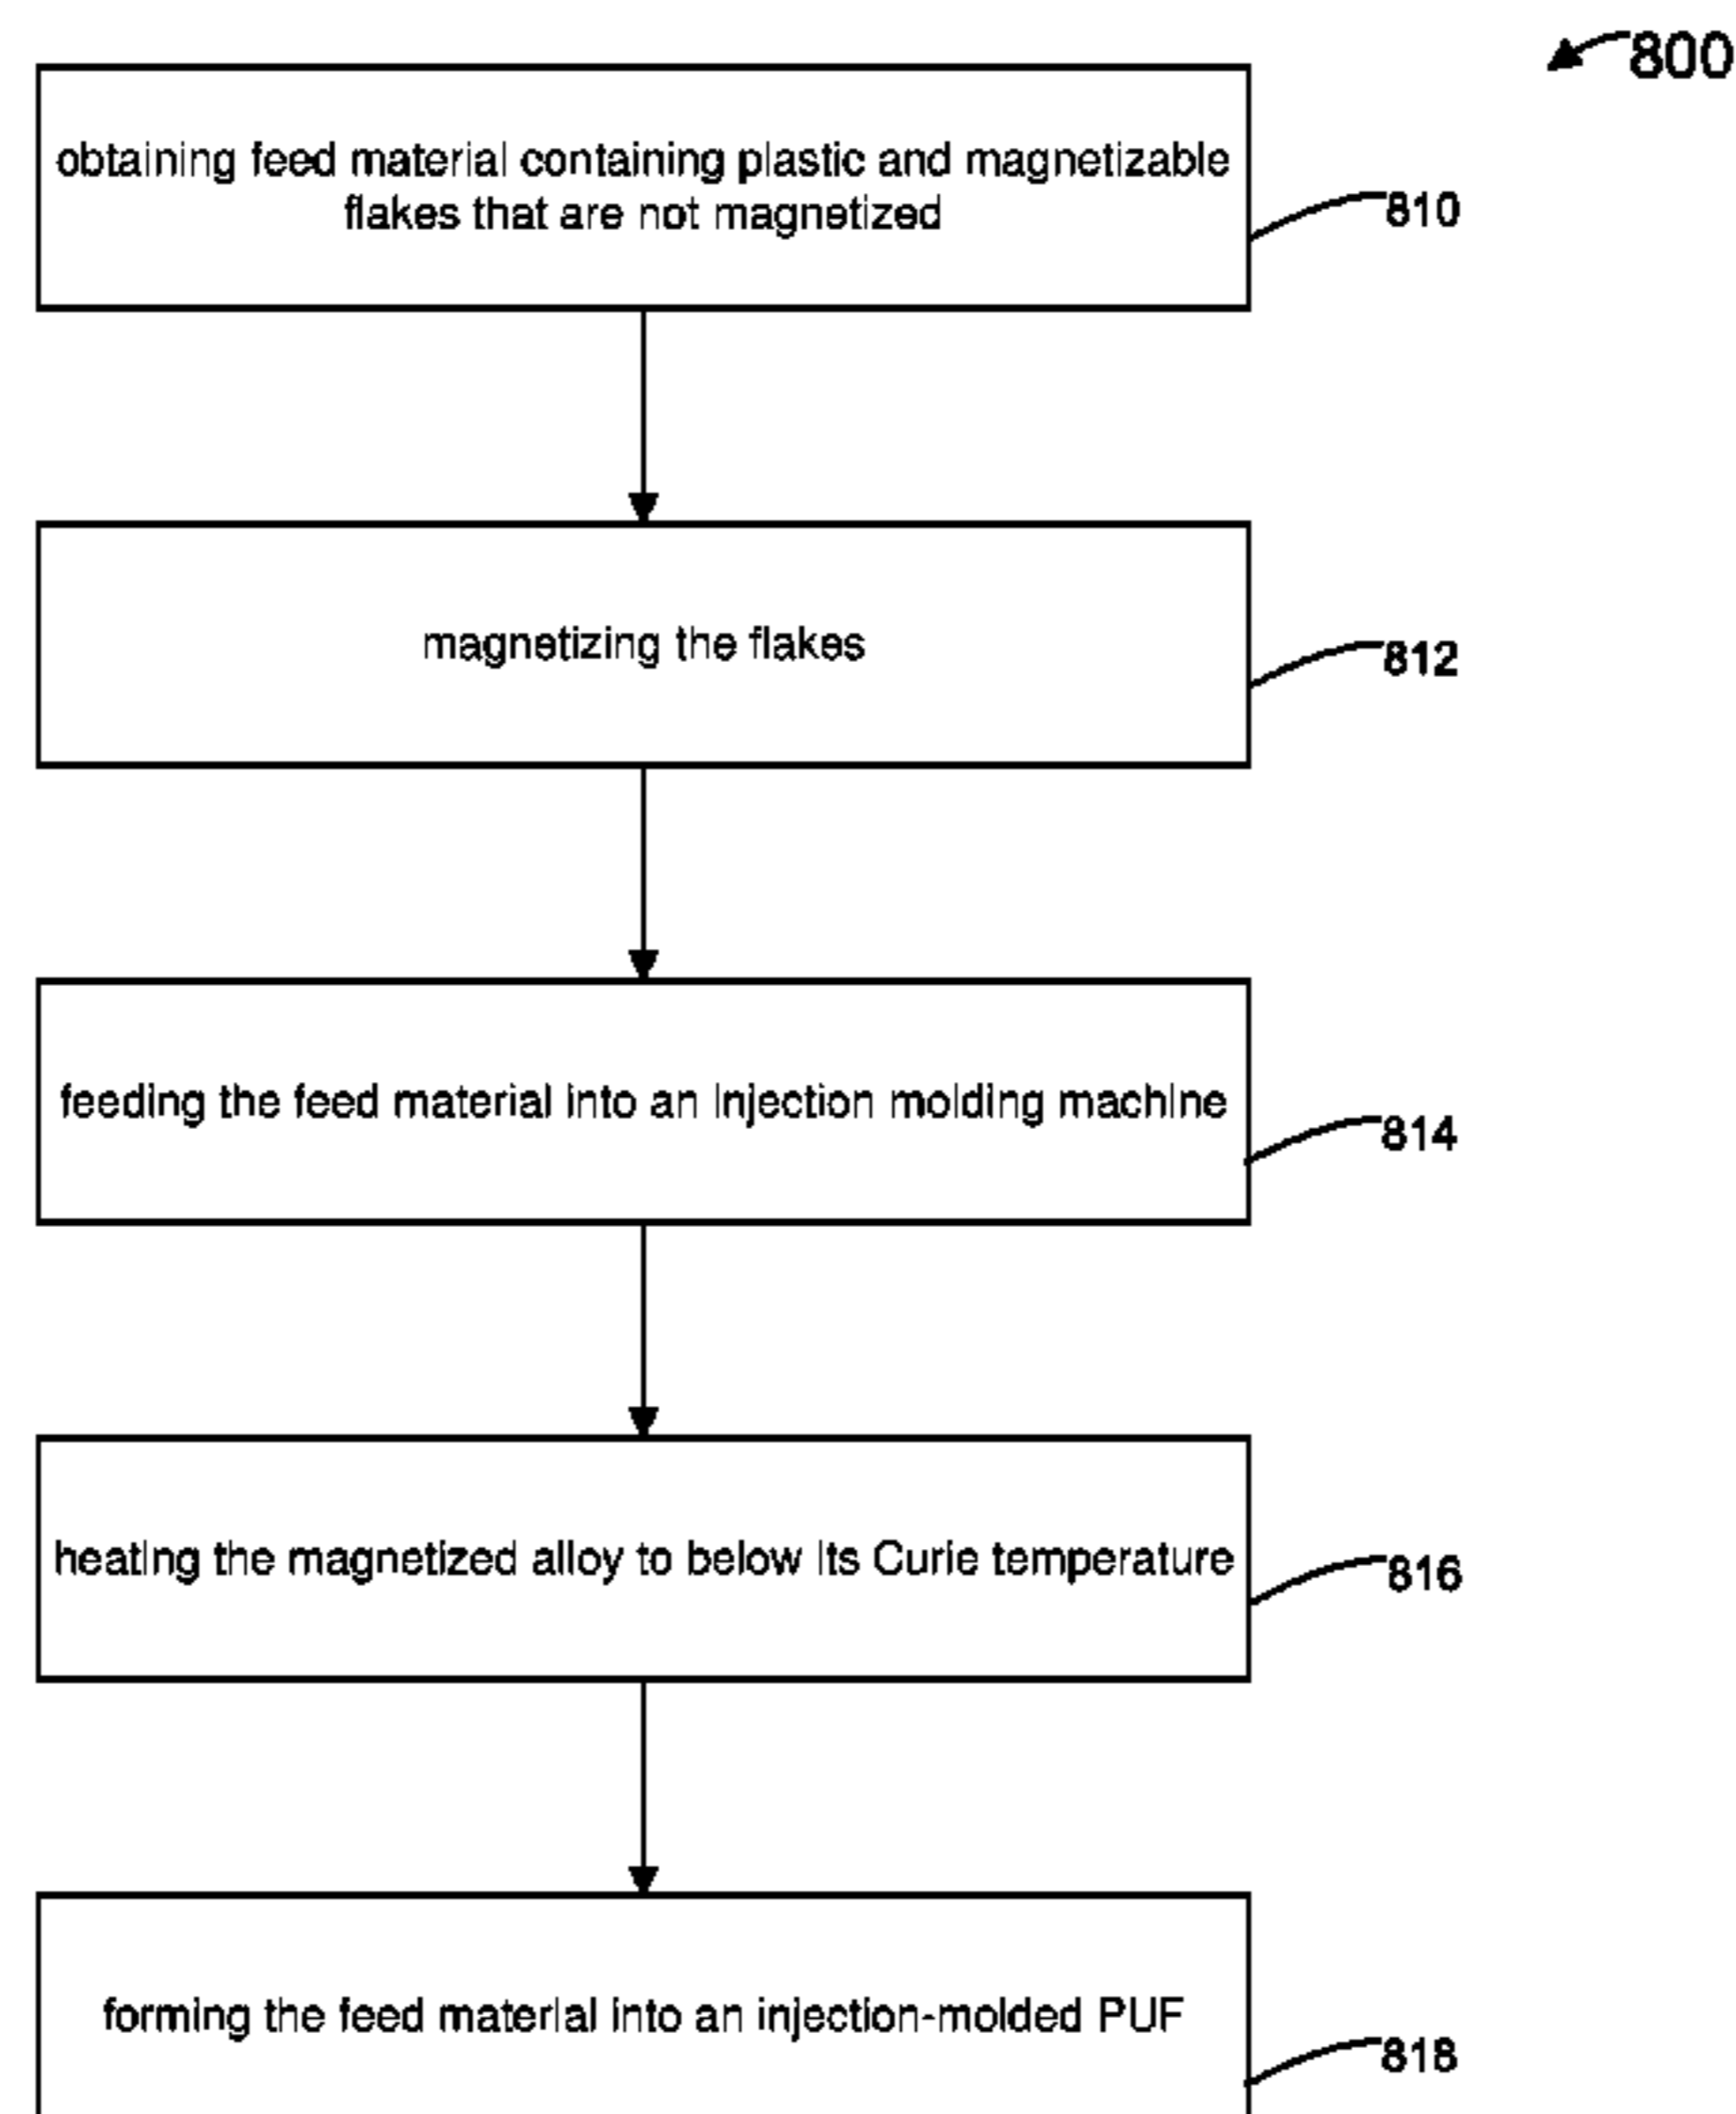 800
obtaining feed material containing plastic and magnetizable
flakes that are not magnetized
810
magnetizing the flakes
812
feeding the feed material into an injection molding machine
814
heating the magnetized alloy to below its Curie temperature
816
forming the feed material into an injection-molded PUF
818